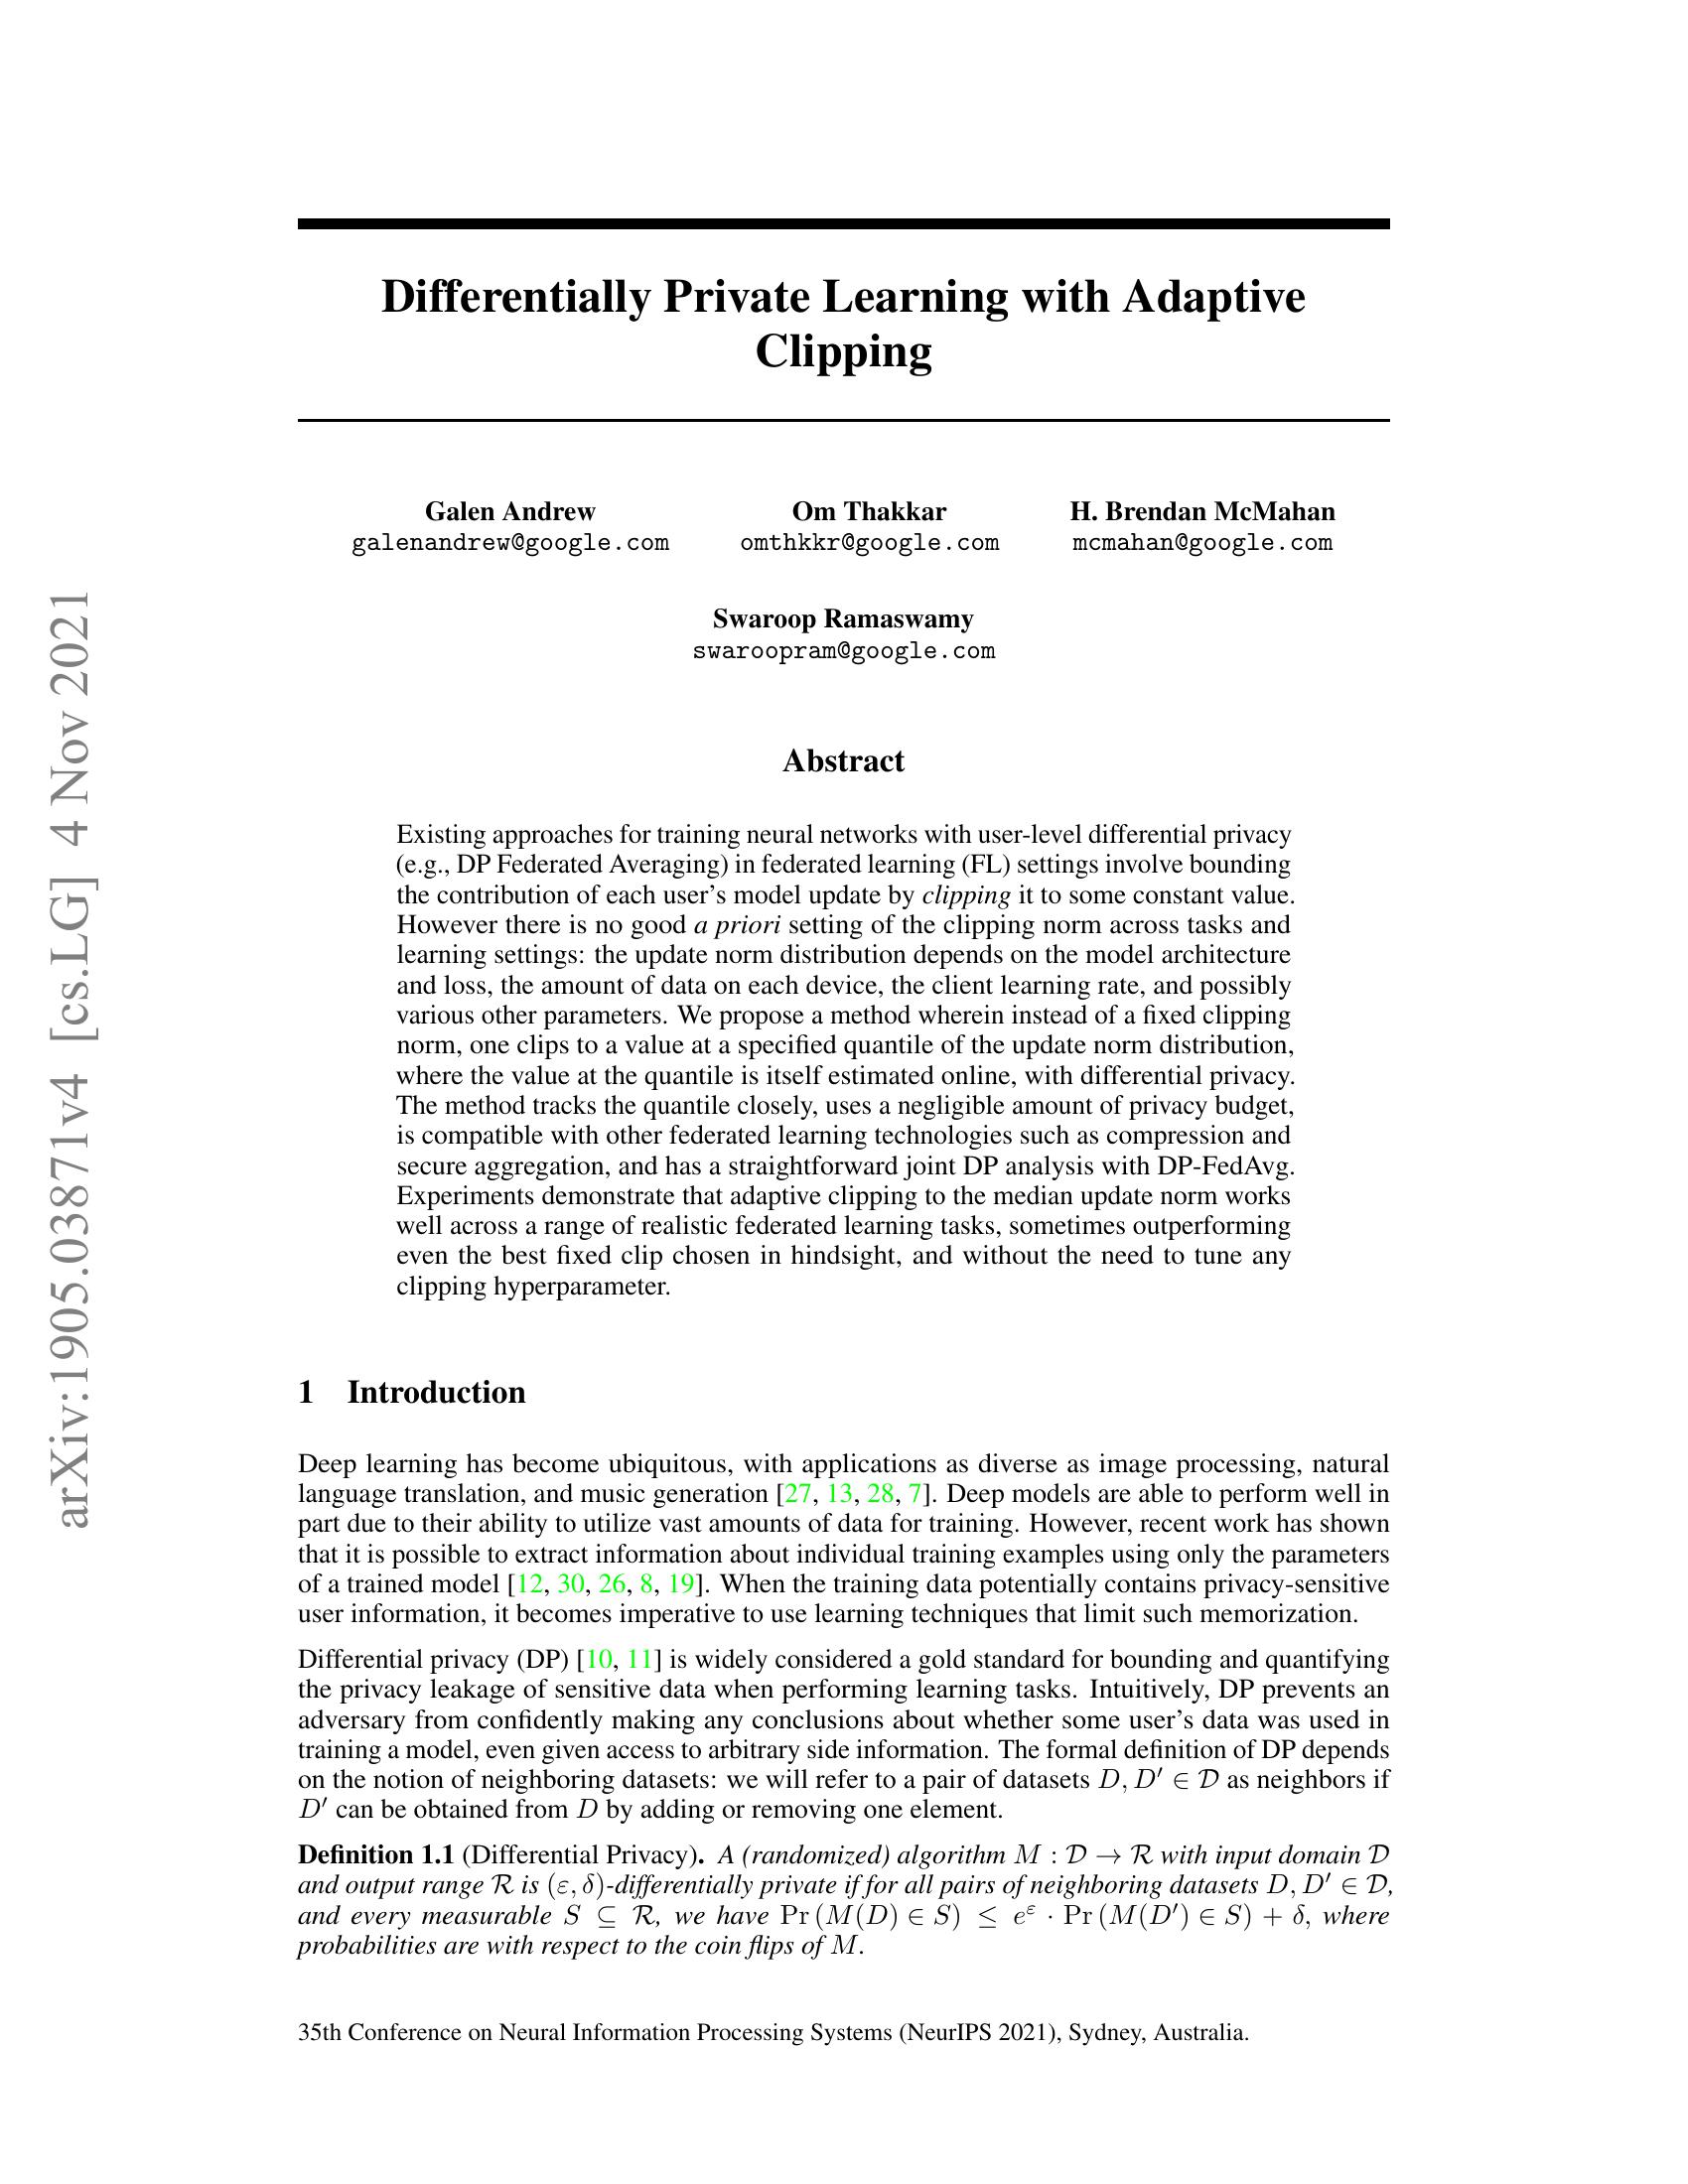 Differentially Private Learning with Adaptive
Clipping
Galen Andrew
galenandrew@google.com
Om Thakkar
omthkkr@google.com
H. Brendan McMahan
mcmahan@google.com
Swaroop Ramaswamy
swaroopram@google.com
arXiv:1905.03871v4 [cs.LG] 4 Nov 2021
Abstract
Existing approaches for training neural networks with user-level differential privacy
(e.g., DP Federated Averaging) in federated learning (FL) settings involve bounding
the contribution of each user's model update by clipping it to some constant value.
However there is no good a priori setting of the clipping norm across tasks and
learning settings: the update norm distribution depends on the model architecture
and loss, the amount of data on each device, the client learning rate, and possibly
various other parameters. We propose a method wherein instead of a fixed clipping
norm, one clips to a value at a specified quantile of the update norm distribution,
where the value at the quantile is itself estimated online, with differential privacy.
The method tracks the quantile closely, uses a negligible amount of privacy budget,
is compatible with other federated learning technologies such as compression and
secure aggregation, and has a straightforward joint DP analysis with DP-FedAvg.
Experiments demonstrate that adaptive clipping to the median update norm works
well across a range of realistic federated learning tasks, sometimes outperforming
even the best fixed clip chosen in hindsight, and without the need to tune any
clipping hyperparameter.
1 Introduction
Deep learning has become ubiquitous, with applications as diverse as image processing, natural
language translation, and music generation [27, 13, 28, 7]. Deep models are able to perform well in
part due to their ability to utilize vast amounts of data for training. However, recent work has shown
that it is possible to extract information about individual training examples using only the parameters
of a trained model [12, 30, 26, 8, 19]. When the training data potentially contains privacy-sensitive
user information, it becomes imperative to use learning techniques that limit such memorization.
Differential privacy (DP) [10, 11] is widely considered a gold standard for bounding and quantifying
the privacy leakage of sensitive data when performing learning tasks. Intuitively, DP prevents an
adversary from confidently making any conclusions about whether some user's data was used in
training a model, even given access to arbitrary side information. The formal definition of DP depends
on the notion of neighboring datasets: we will refer to a pair of datasets D, D′ ∈ 𝒟 as neighbors if
D′ can be obtained from D by adding or removing one element.
Definition 1.1 (Differential Privacy). A (randomized) algorithm M : 𝒟 → ℛ with input domain 𝒟
and output range ℛ is (ε, δ)-differentially private if for all pairs of neighboring datasets D, D′ ∈ 𝒟,
and every measurable S ⊆ ℛ, we have Pr (M(D) ∈ S) ≤ e^ε · Pr (M(D′) ∈ S) + δ, where
probabilities are with respect to the coin flips of M.
35th Conference on Neural Information Processing Systems (NeurIPS 2021), Sydney, Australia.